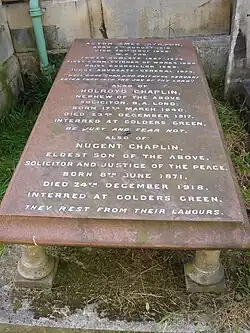 ALSO OF
HOLROYD CHAPLIN,
NEPHEW OF THE ABOVE,
SOLICITOR, B.A. LOND:
BORN 17TH MARCH 1840,
DIED 23RD DECEMBER 1917.
INTERRED AT GOLDERS GREEN.
BE JUST AND FEAR NOT.
ALSO OF
NUGENT CHAPLIN,
ELDEST SON OF THE ABOVE,
SOLICITOR AND JUSTICE OF THE PEACE,
BORN 8TH JUNE 1871,
DIED 24TH DECEMBER 1918.
INTERRED AT GOLDERS GREEN.
THEY REST FROM THEIR LABOURS.